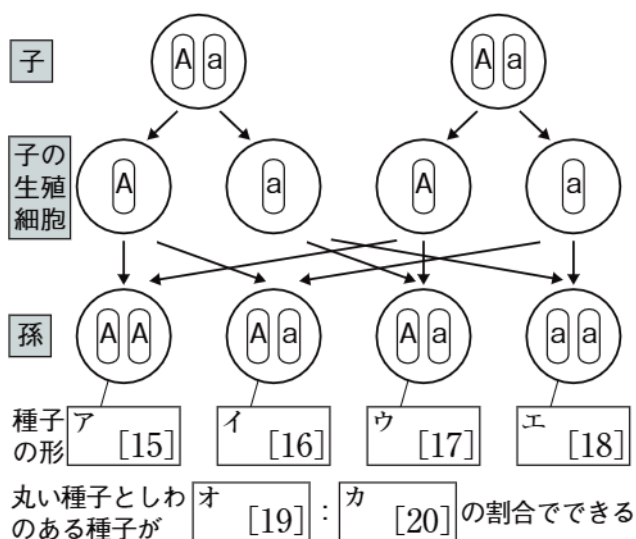 子
A a
A a
子の
生殖
細胞
A
a
A
a
孫
A A
A a
A a
a a
種子
の形
ア [15]
イ [16]
ウ [17]
エ [18]
丸い種子としわ
のある種子が
オ [19] : カ [20] の割合でできる